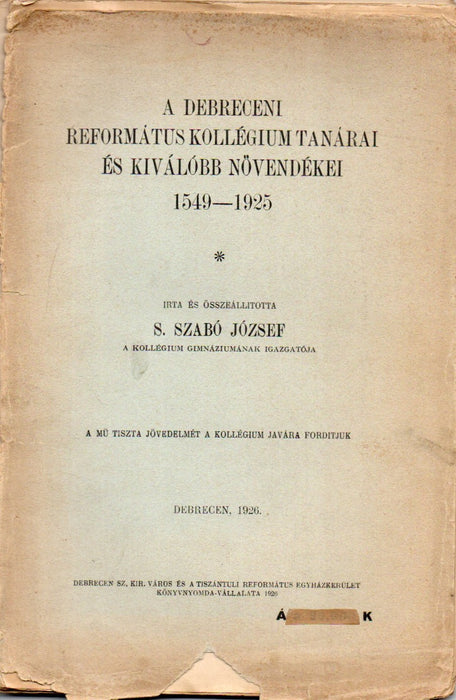 A DEBRECENI
REFORMÁTUS KOLLÉGIUM TANÁRAI
ÉS KIVÁLÓBB NÖVENDÉKEI
1549—1925
*
IRTA ÉS ÖSSZEÁLLITOTTA
S. SZABÓ JÓZSEF
A KOLLÉGIUM GIMNÁZIUMÁNAK IGAZGATÓJA
A MŰ TISZTA JÖVEDELMÉT A KOLLÉGIUM JAVÁRA FORDITJUK
DEBRECEN, 1926.
DEBRECEN SZ. KIR. VÁROS ÉS A TISZÁNTULI REFORMÁTUS EGYHÁZKERÜLET
KÖNYVNYOMDA-VÁLLALATA 1926
Á K